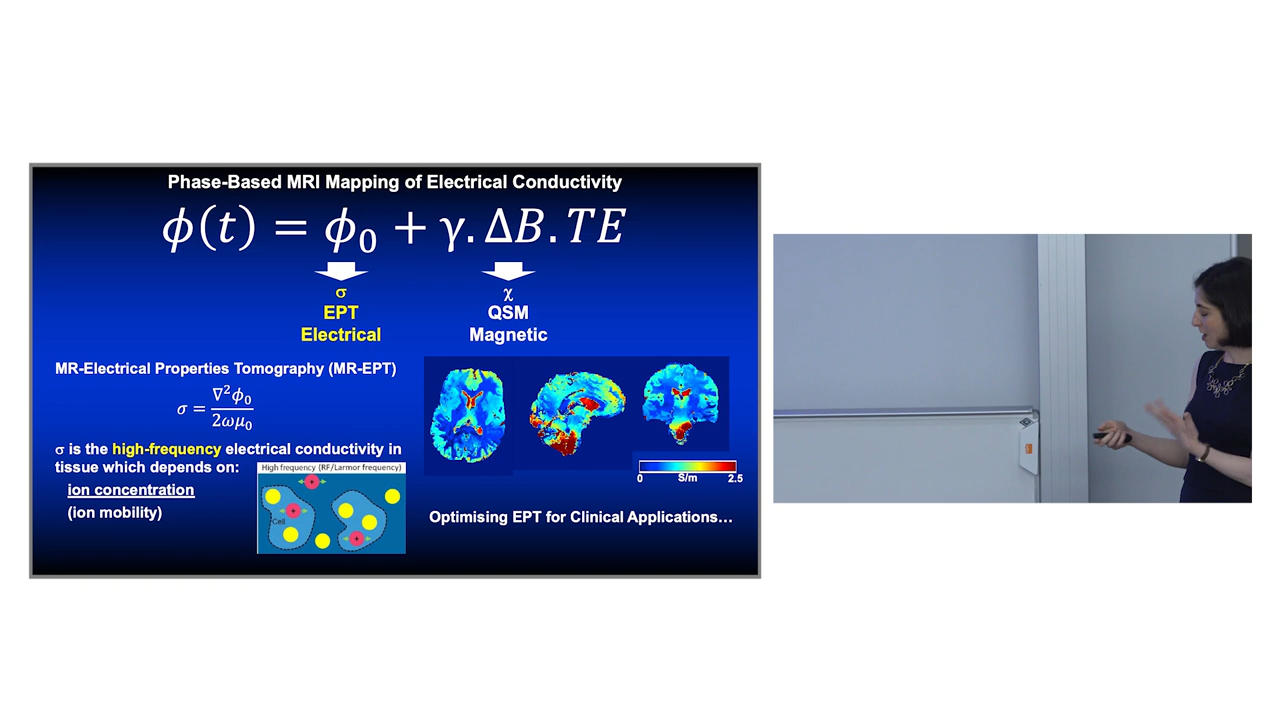 Phase-Based MRI Mapping of Electrical Conductivity
ϕ(t) = ϕ₀ + γ.ΔB.TE
σ
EPT
Electrical
χ
QSM
Magnetic
MR-Electrical Properties Tomography (MR-EPT)
σ = ∇²ϕ₀ / 2ωμ₀
σ is the high-frequency electrical conductivity in
tissue which depends on:
ion concentration
(ion mobility)
High frequency (RF/Larmor frequency)
Cell
+
+
+
0 S/m 2.5
Optimising EPT for Clinical Applications…